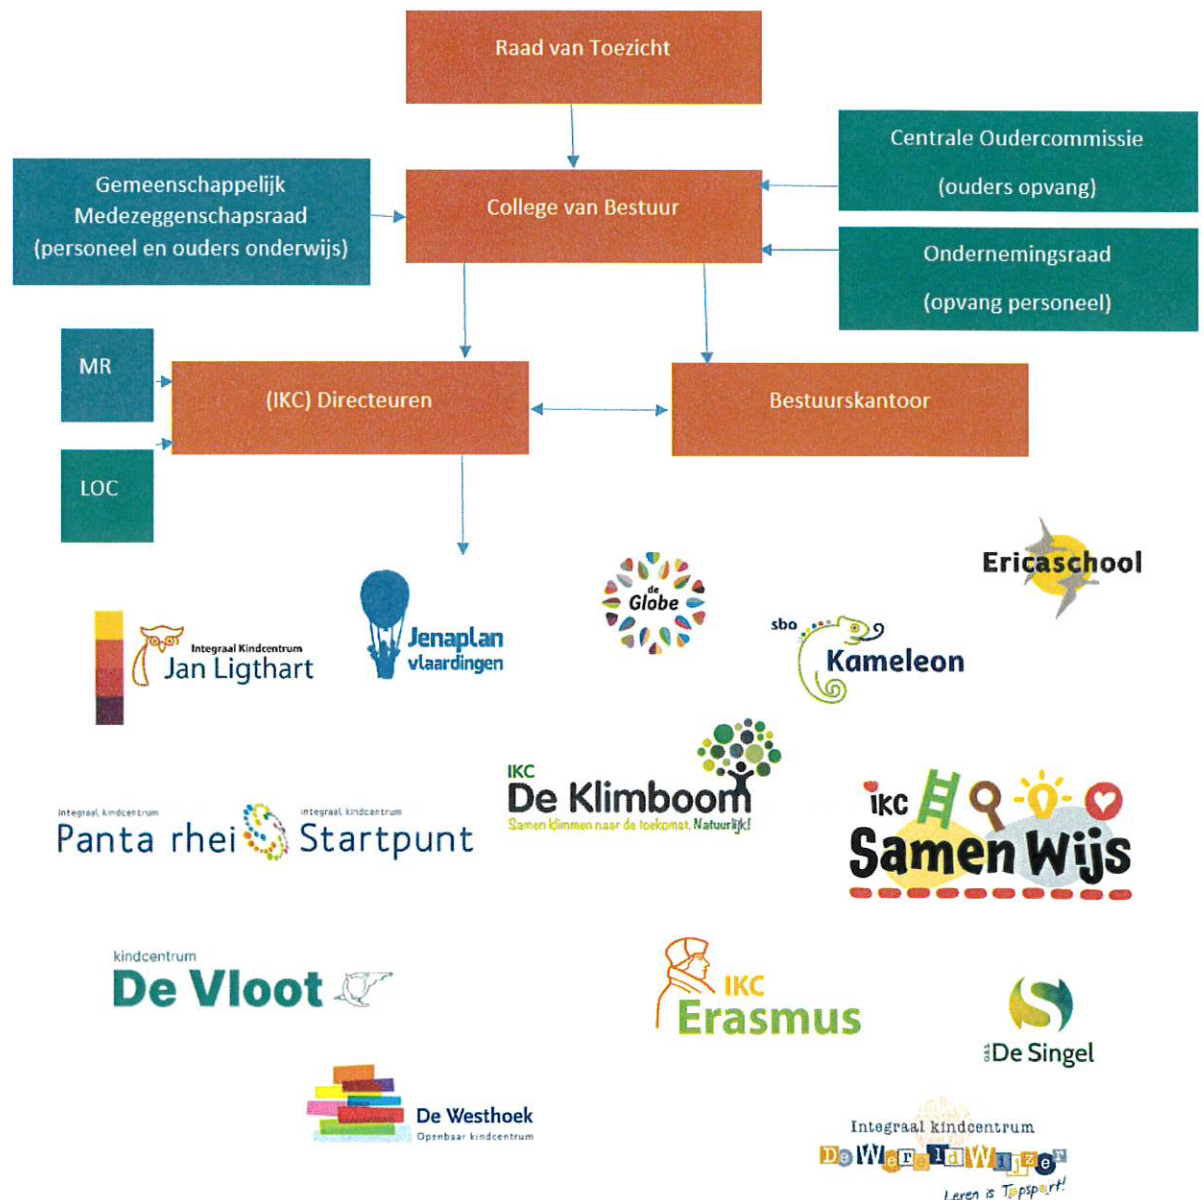 Raad van Toezicht
Centrale Oudercommissie
(ouders opvang)
Gemeenschappelijk
Medezeggenschapsraad
(personeel en ouders onderwijs)
College van Bestuur
Ondernemingsraad
(opvang personeel)
MR
(IKC) Directeuren
Bestuurskantoor
LOC
Ericaschool
de
Globe
Integraal Kindcentrum
Jan Ligthart
Jenaplan
vlaardingen
sbo
Kameleon
IKC
De Klimboom
Samen klimmen naar de toekomst. Natuurlijk!
integraal kindcentrum
Panta rhei
integraal kindcentrum
Startpunt
ikc
Samen Wijs
kindcentrum
De Vloot
IKC
Erasmus
o.b.s. De Singel
De Westhoek
Openbaar kindcentrum
Integraal kindcentrum
De WereldWijzer
Leren is Topsport!